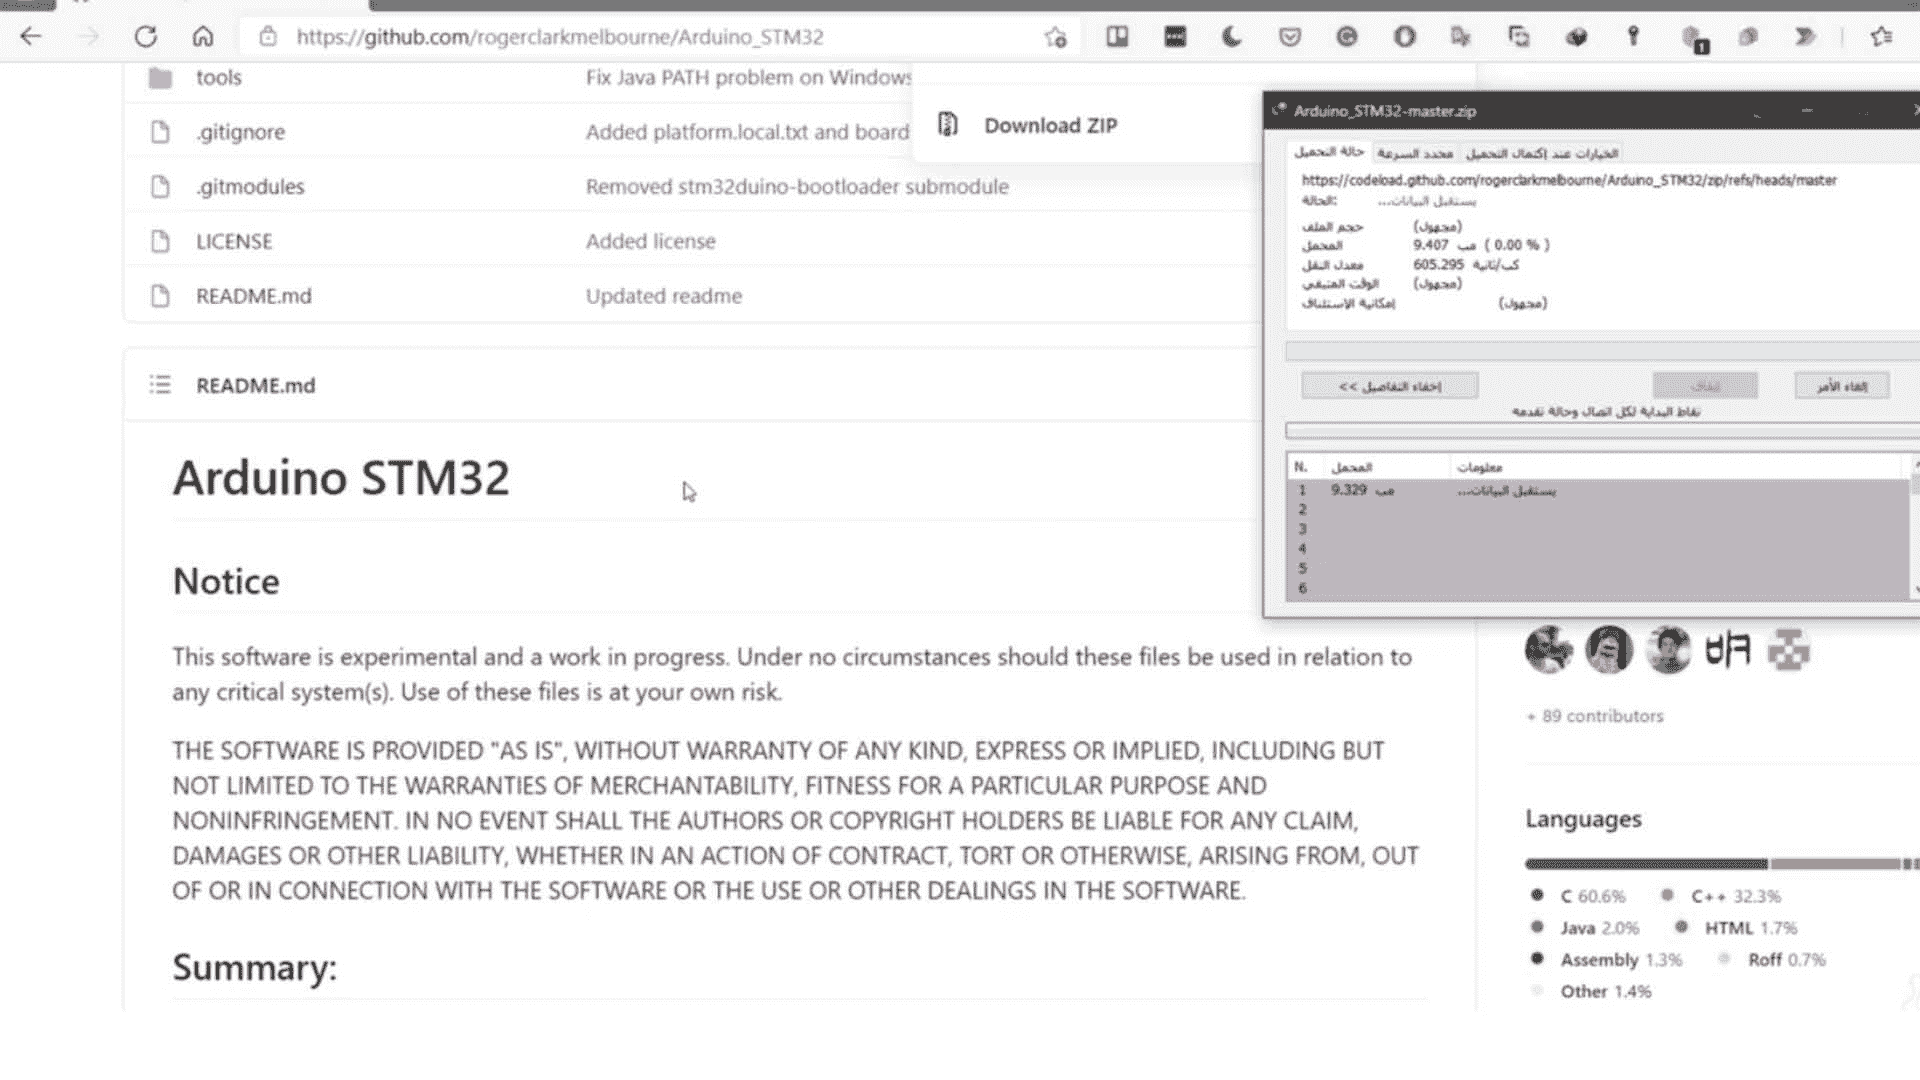 https://github.com/rogerclarkmelbourne/Arduino_STM32
1
tools
Fix Java PATH problem on Windows
.gitignore
Added platform.local.txt and board
.gitmodules
Removed stm32duino-bootloader submodule
LICENSE
Added license
README.md
Updated readme
Download ZIP
Arduino_STM32-master.zip
حالة التحميل
محدد السرعة
الخيارات عند إكتمال التحميل
https://codeload.github.com/rogerclarkmelbourne/Arduino_STM32/zip/refs/heads/master
الحالة:
يستقبل البيانات...
حجم الملف
(مجهول)
المحمل
9.407 مب ( 0.00 % )
معدل النقل
605.295 كب/ثانية
الوقت المتبقي
(مجهول)
إمكانية الإستئناف
(مجهول)
إخفاء التفاصيل >>
إيقاف
إلغاء الأمر
نقاط البداية لكل اتصال وحالة تقدمه
N.
المحمل
معلومات
1
9.329 مب
يستقبل البيانات...
2
3
4
5
6
README.md
Arduino STM32
Notice
This software is experimental and a work in progress. Under no circumstances should these files be used in relation to
any critical system(s). Use of these files is at your own risk.
THE SOFTWARE IS PROVIDED "AS IS", WITHOUT WARRANTY OF ANY KIND, EXPRESS OR IMPLIED, INCLUDING BUT
NOT LIMITED TO THE WARRANTIES OF MERCHANTABILITY, FITNESS FOR A PARTICULAR PURPOSE AND
NONINFRINGEMENT. IN NO EVENT SHALL THE AUTHORS OR COPYRIGHT HOLDERS BE LIABLE FOR ANY CLAIM,
DAMAGES OR OTHER LIABILITY, WHETHER IN AN ACTION OF CONTRACT, TORT OR OTHERWISE, ARISING FROM, OUT
OF OR IN CONNECTION WITH THE SOFTWARE OR THE USE OR OTHER DEALINGS IN THE SOFTWARE.
Summary:
+ 89 contributors
Languages
C 60.6%
C++ 32.3%
Java 2.0%
HTML 1.7%
Assembly 1.3%
Roff 0.7%
Other 1.4%